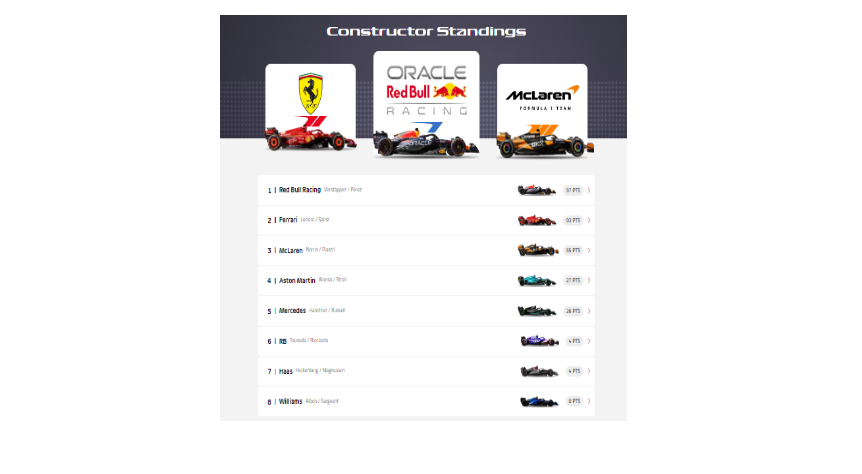 Constructor Standings
ORACLE
Red Bull
RACING
McLaren
FORMULA 1 TEAM
1 | Red Bull Racing Verstappen / Perez 97 PTS
2 | Ferrari Leclerc / Sainz 93 PTS
3 | McLaren Norris / Piastri 55 PTS
4 | Aston Martin Alonso / Stroll 27 PTS
5 | Mercedes Hamilton / Russell 26 PTS
6 | RB Tsunoda / Ricciardo 4 PTS
7 | Haas Hulkenberg / Magnussen 4 PTS
8 | Williams Albon / Sargeant 0 PTS